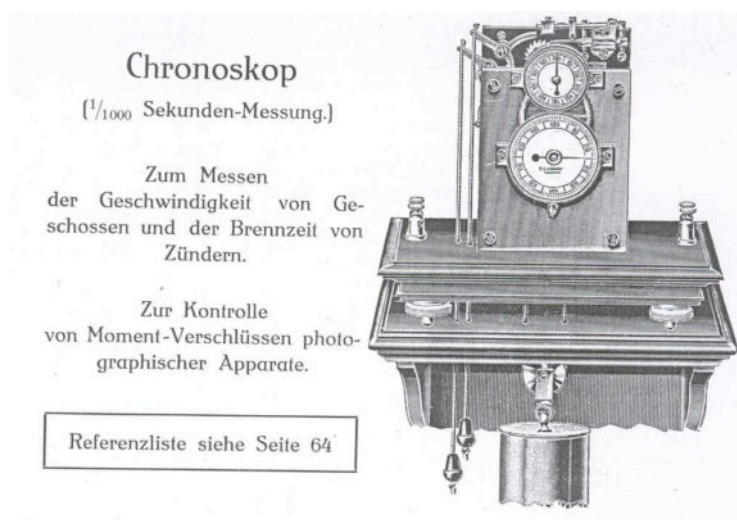 Chronoskop
(1/1000 Sekunden-Messung.)
Zum Messen
der Geschwindigkeit von Ge-
schossen und der Brennzeit von
Zündern.
Zur Kontrolle
von Moment-Verschlüssen photo-
graphischer Apparate.
Referenzliste siehe Seite 64